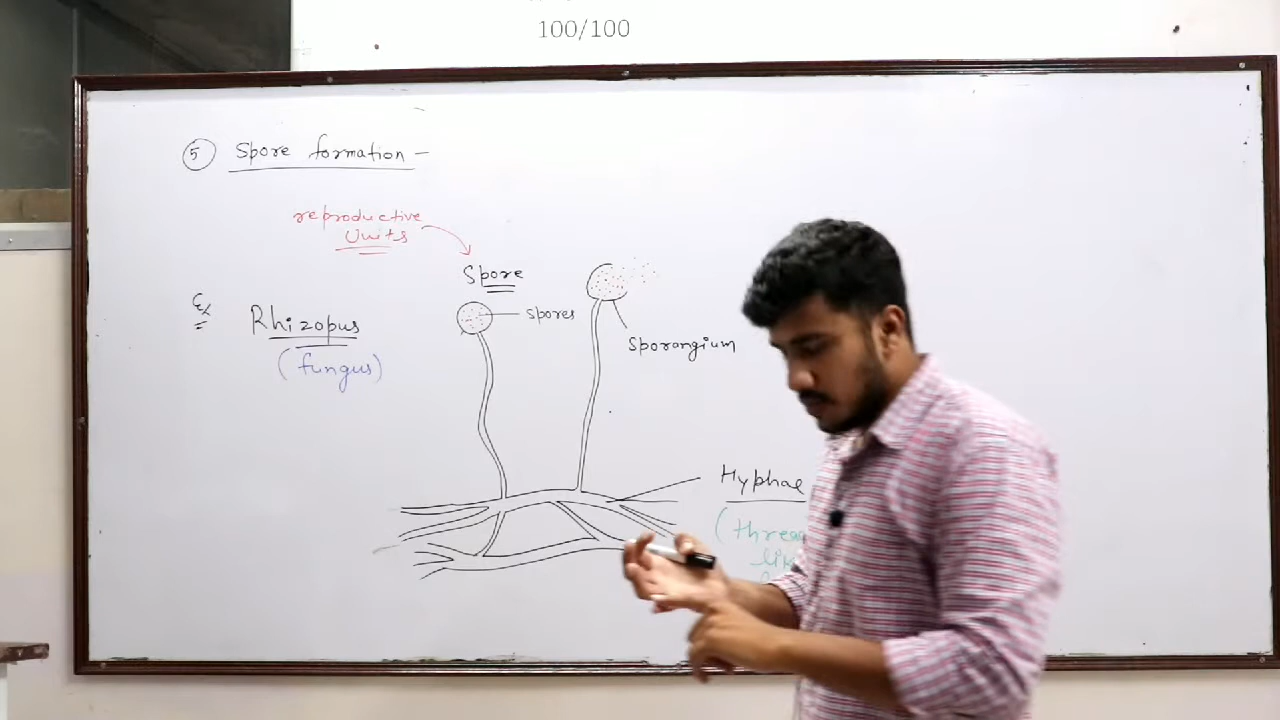 100/100
5 Spore formation -
reproductive
Units
Spore
Ex
Rhizopus
(fungus)
spores
Sporangium
Hyphae